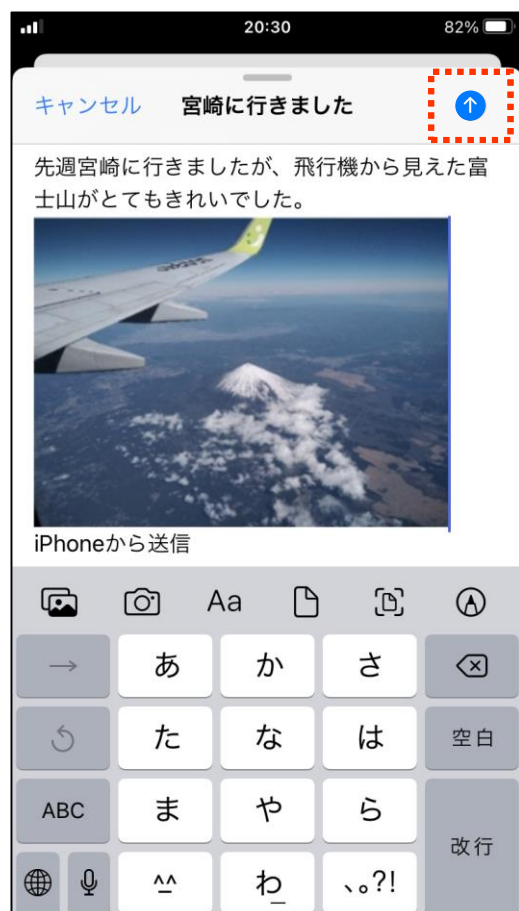 20:30
82%
キャンセル
宮崎に行きました
先週宮崎に行きましたが、飛行機から見えた富
士山がとてもきれいでした。
iPhoneから送信
Aa
→ あ か さ
た な は 空白
ABC ま や ら
改行
^^ わ_ 、。?!